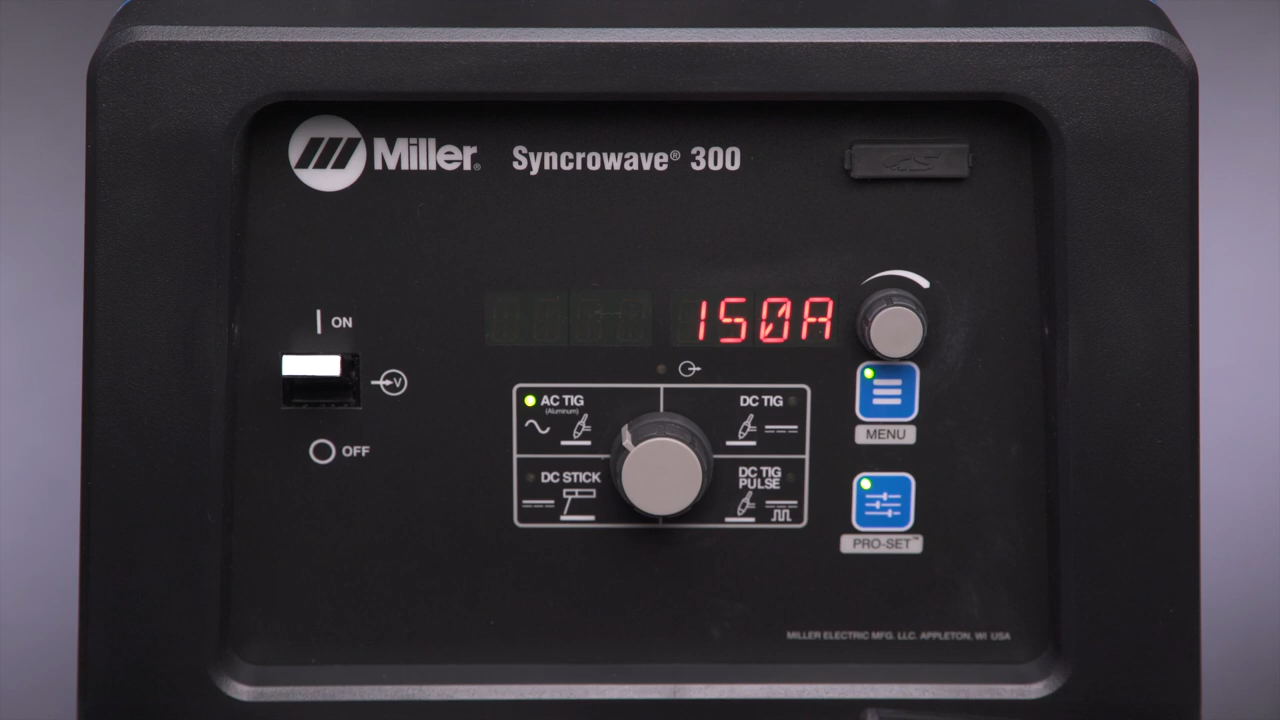 Miller® Syncrowave® 300
ON
150A
V
AC TIG
(Aluminum)
DC TIG
MENU
OFF
DC STICK
DC TIG
PULSE
PRO-SET™
MILLER ELECTRIC MFG. LLC. APPLETON, WI USA